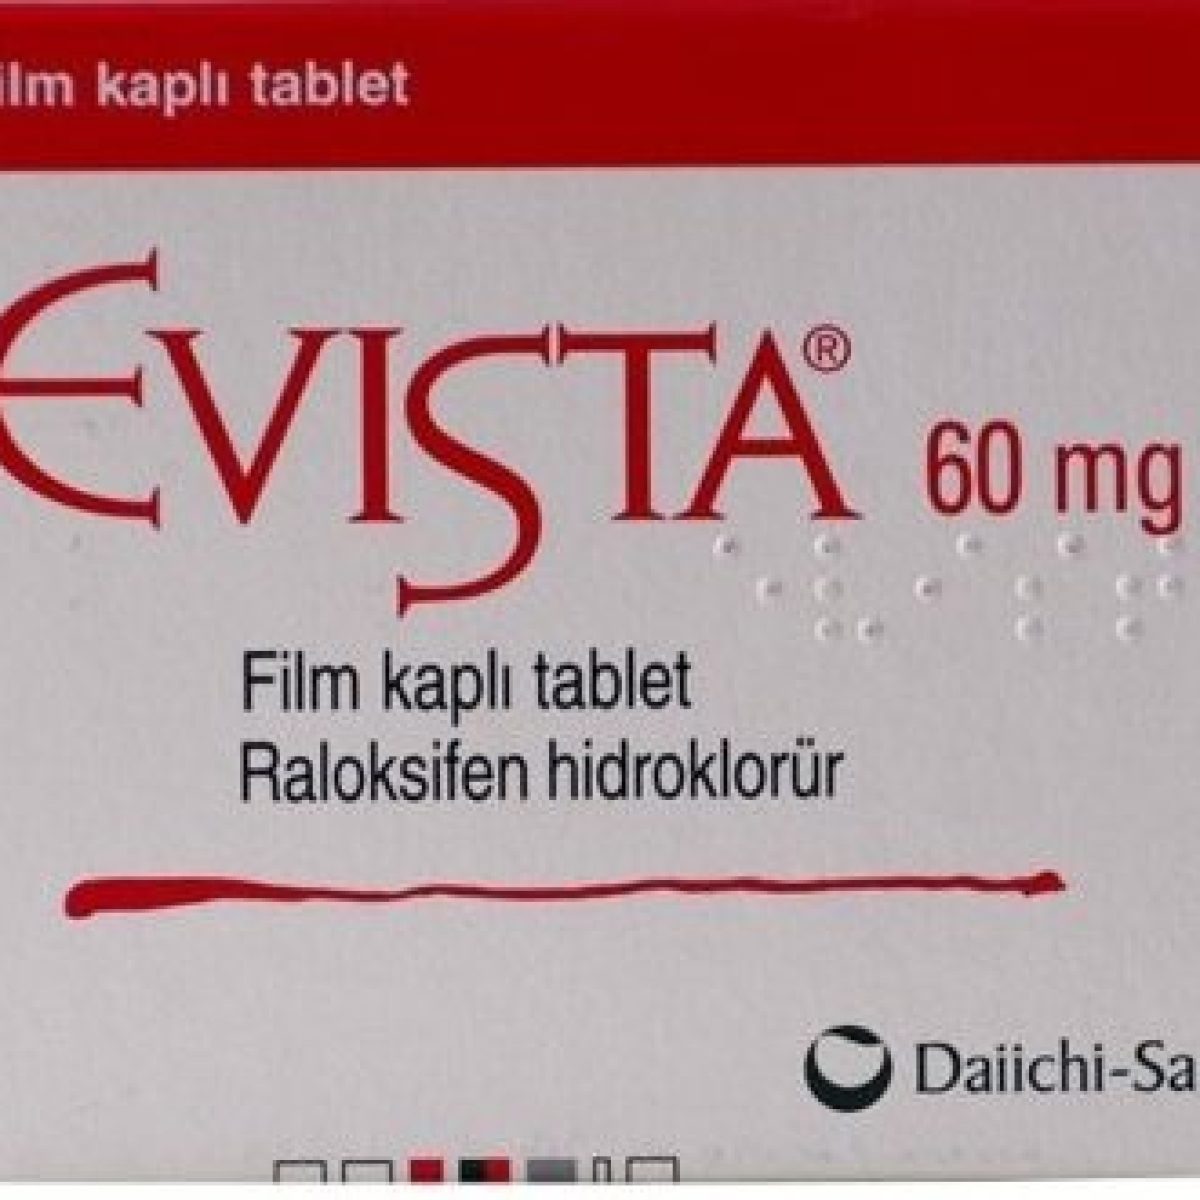 ilm kaplı tablet
EVISTA® 60 mg
Film kaplı tablet
Raloksifen hidroklorür
Daiichi-Sa